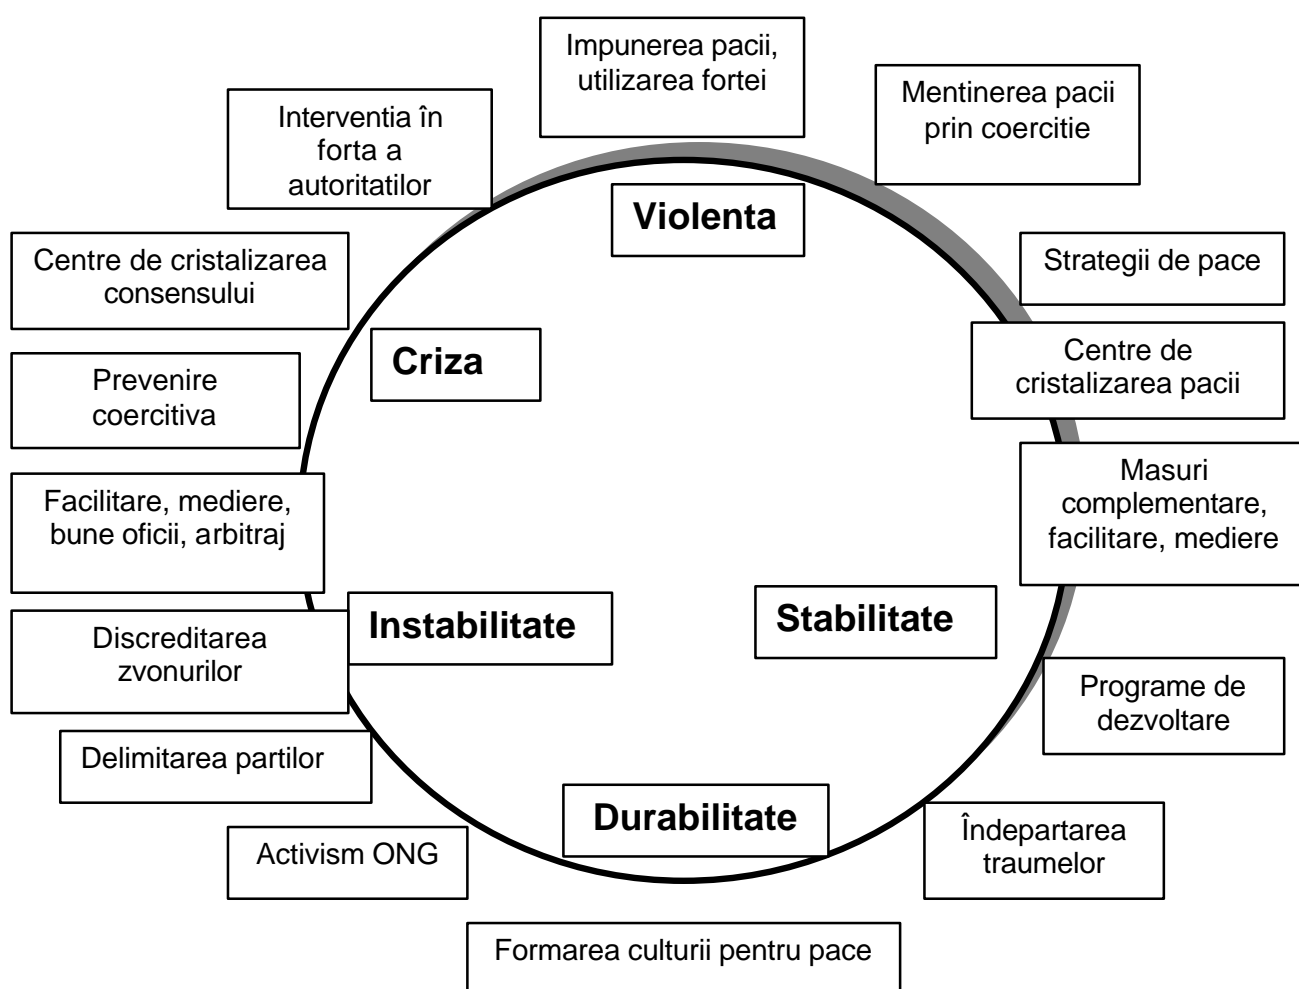 Impunerea pacii,
utilizarea fortei
Mentinerea pacii
prin coercitie
Interventia în
forta a
autoritatilor
Violenta
Centre de cristalizarea
consensului
Strategii de pace
Criza
Centre de
cristalizarea pacii
Prevenire
coercitiva
Masuri
complementare,
facilitare, mediere
Facilitare, mediere,
bune oficii, arbitraj
Instabilitate
Stabilitate
Discreditarea
zvonurilor
Programe de
dezvoltare
Delimitarea partilor
Durabilitate
Îndepartarea
traumelor
Activism ONG
Formarea culturii pentru pace